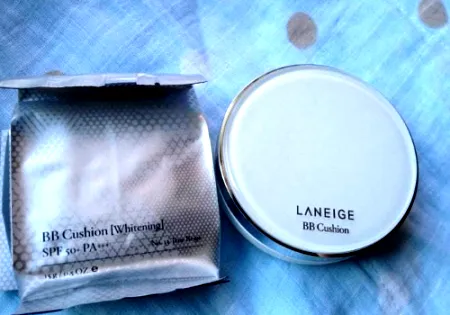 BB Cushion [Whitening]
SPF 50+ PA+++
LANEIGE
BB Cushion